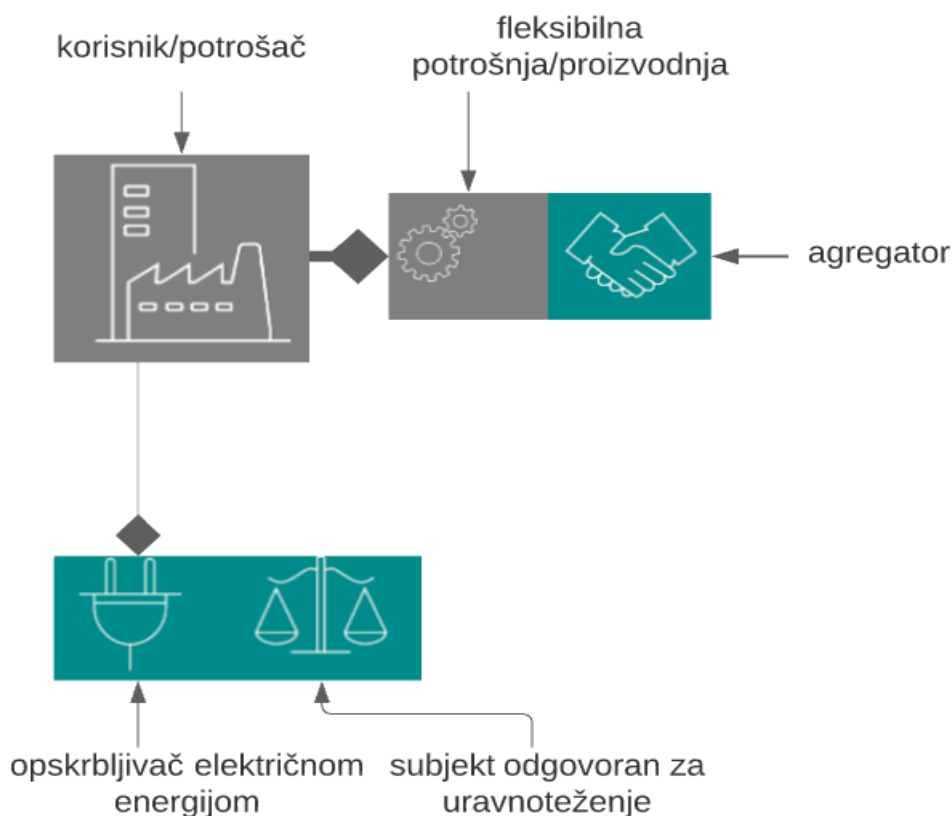 korisnik/potrošač
fleksibilna
potrošnja/proizvodnja
agregator
opskrbljivač električnom
energijom
subjekt odgovoran za
uravnoteženje